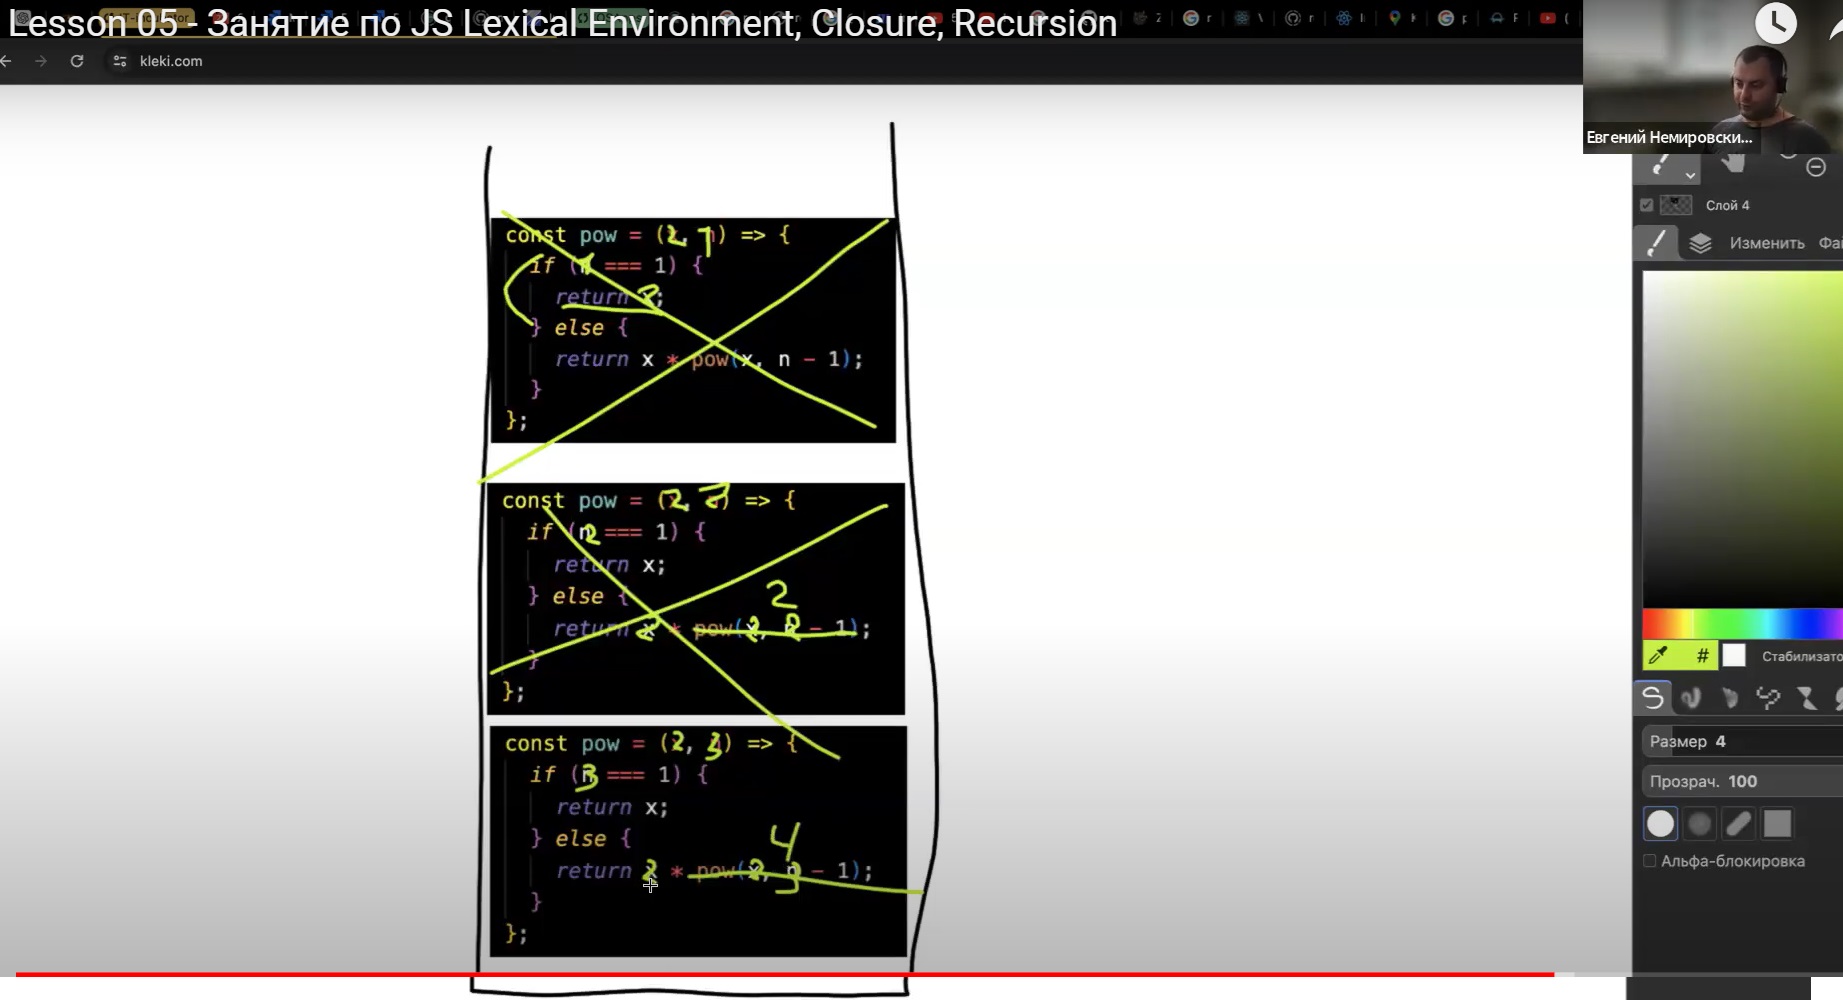 Lesson 05 - Занятие по JS Lexical Environment, Closure, Recursion
kleki.com
Евгений Немировски...
Слой 4
Изменить Фа
const pow = (2, 1) => {
if (1 === 1) {
return 2;
} else {
return x * pow(x, n - 1);
}
};
const pow = (2, 2) => {
if (2 === 1) {
return x;
} else {
2
return 2 * pow(2, 2 - 1);
}
};
const pow = (2, 3) => {
if (3 === 1) {
return x;
} else {
4
return 2 * pow(2, 3 - 1);
}
};
#
Стабилизато
Размер 4
Прозрач. 100
Альфа-блокировка